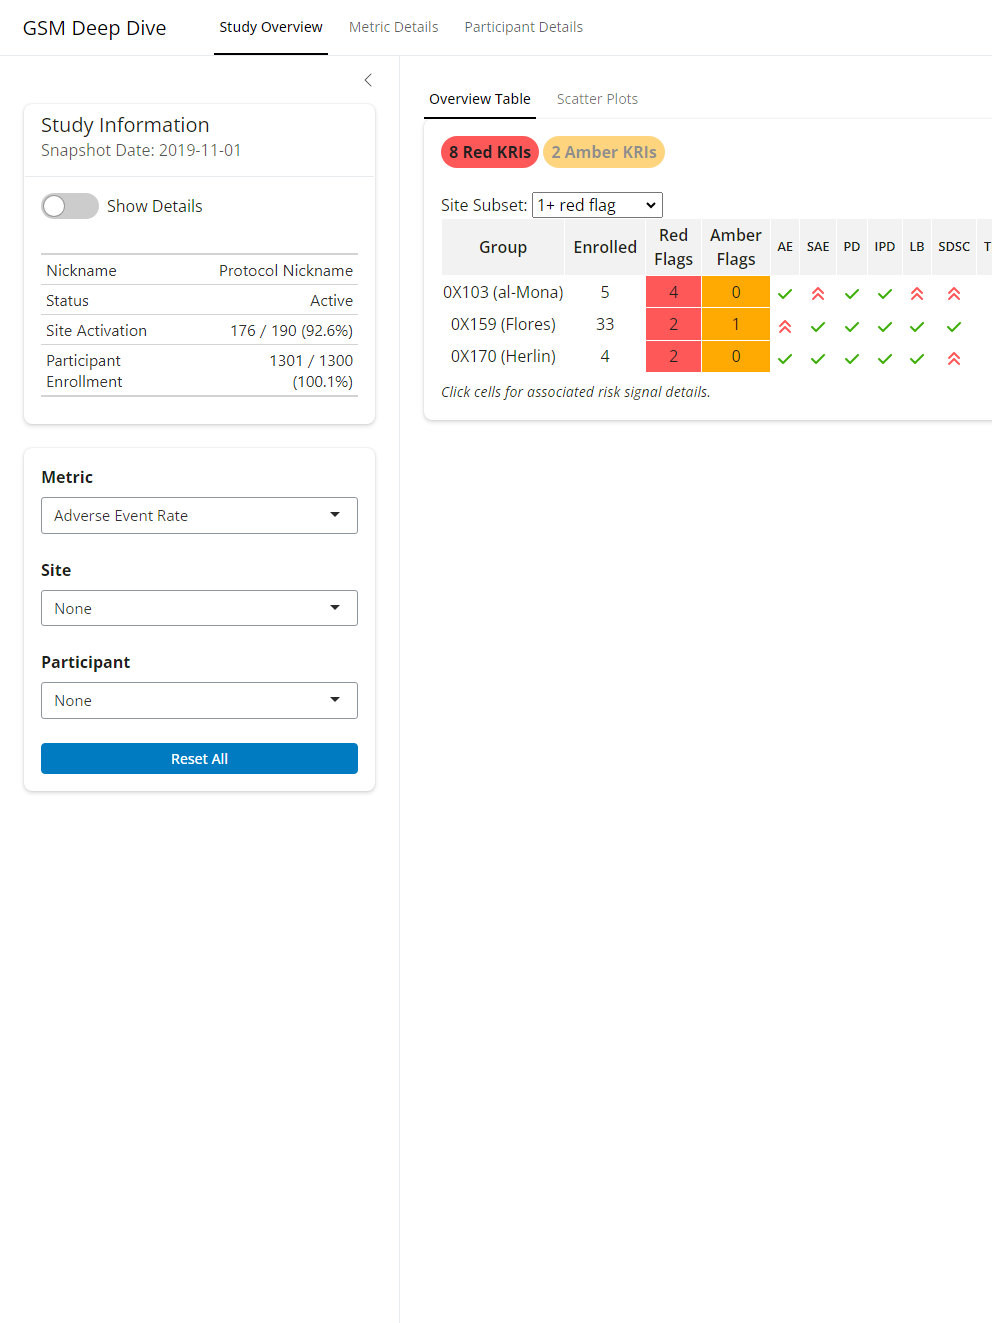 GSM Deep Dive
Study Overview
Metric Details
Participant Details
Study Information
Snapshot Date: 2019-11-01
Show Details
Nickname Protocol Nickname
Status Active
Site Activation 176 / 190 (92.6%)
Participant Enrollment 1301 / 1300 (100.1%)
Metric
Adverse Event Rate
Site
None
Participant
None
Reset All
Overview Table
Scatter Plots
8 Red KRIs
2 Amber KRIs
Site Subset: 1+ red flag
Group Enrolled Red Flags Amber Flags AE SAE PD IPD LB SDSC T
0X103 (al-Mona) 5 4 0
0X159 (Flores) 33 2 1
0X170 (Herlin) 4 2 0
Click cells for associated risk signal details.